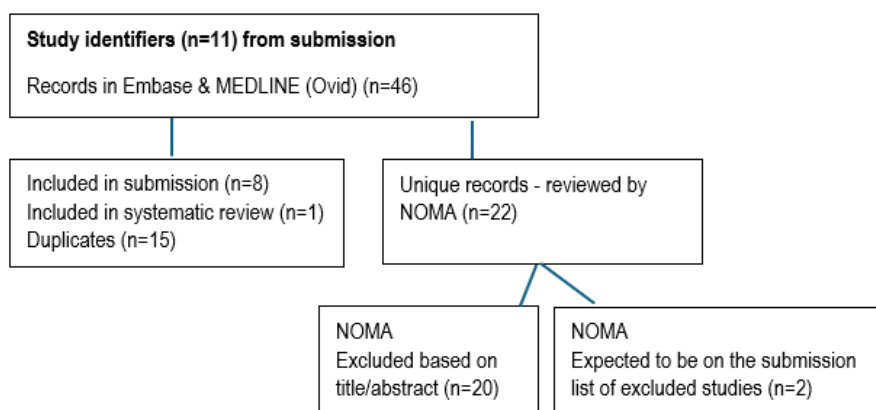 Study identifiers (n=11) from submission
Records in Embase & MEDLINE (Ovid) (n=46)
Included in submission (n=8)
Included in systematic review (n=1)
Duplicates (n=15)
Unique records - reviewed by
NOMA (n=22)
NOMA
Excluded based on
title/abstract (n=20)
NOMA
Expected to be on the submission
list of excluded studies (n=2)